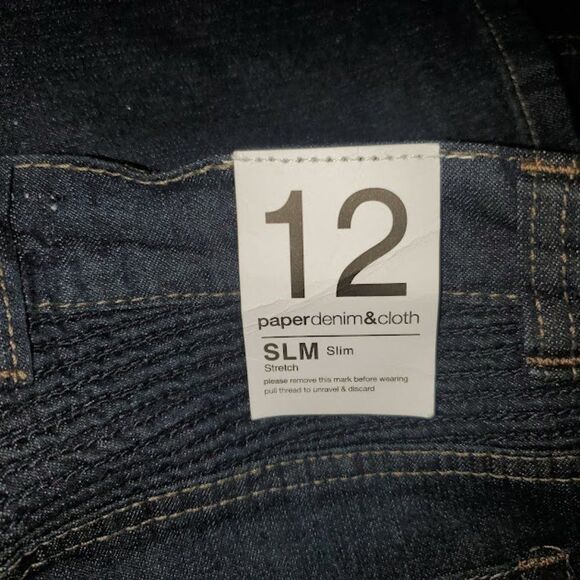 12
paperdenim&cloth
SLM Slim
Stretch
please remove this mark before wearing
pull thread to unravel & discard